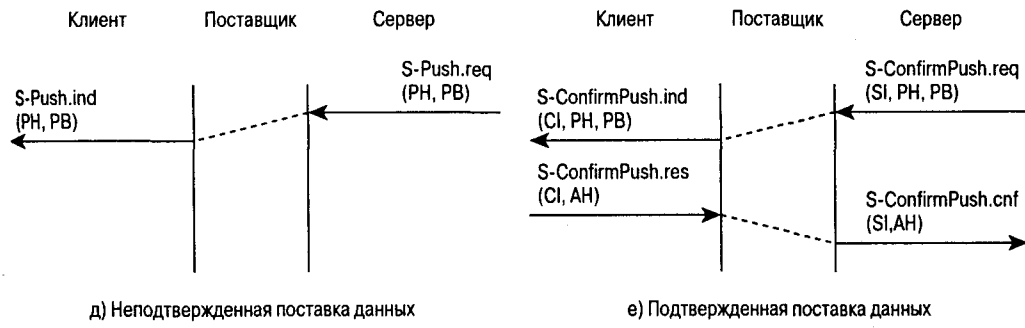 Клиент Поставщик Сервер
S-Push.req
(PH, PB)
S-Push.ind
(PH, PB)
д) Неподтвержденная поставка данных
Клиент Поставщик Сервер
S-ConfirmPush.req
(SI, PH, PB)
S-ConfirmPush.ind
(CI, PH, PB)
S-ConfirmPush.res
(CI, AH)
S-ConfirmPush.cnf
(SI,AH)
е) Подтвержденная поставка данных